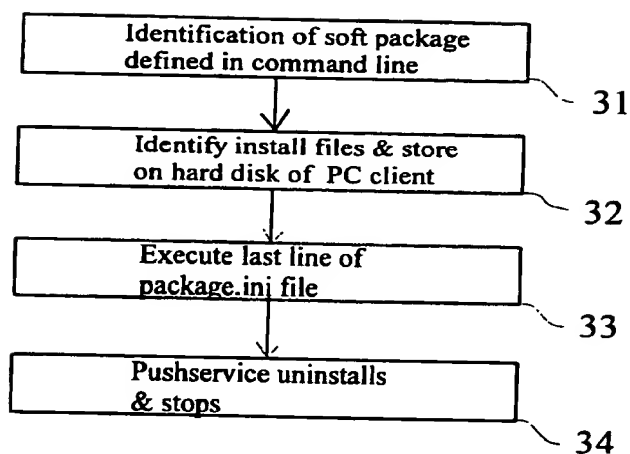 Identification of soft package
defined in command line
31
Identify install files & store
on hard disk of PC client
32
Execute last line of
package.ini file
33
Pushservice uninstalls
& stops
34